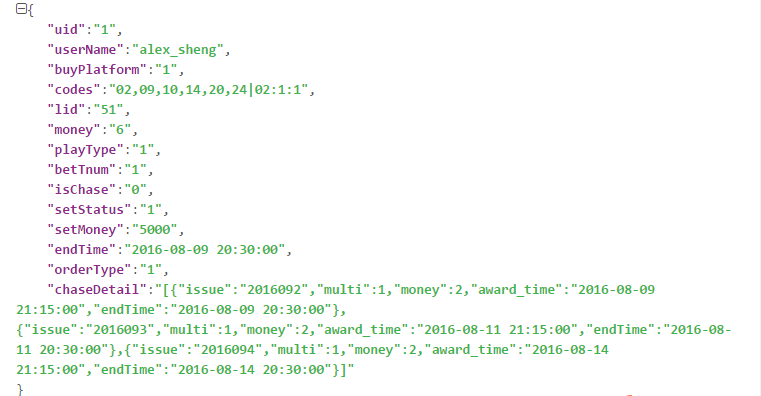 {
"uid":"1",
"userName":"alex_sheng",
"buyPlatform":"1",
"codes":"02,09,10,14,20,24|02:1:1",
"lid":"51",
"money":"6",
"playType":"1",
"betTnum":"1",
"isChase":"0",
"setStatus":"1",
"setMoney":"5000",
"endTime":"2016-08-09 20:30:00",
"orderType":"1",
"chaseDetail":"[{"issue":"2016092","multi":1,"money":2,"award_time":"2016-08-09
21:15:00","endTime":"2016-08-09 20:30:00"},
{"issue":"2016093","multi":1,"money":2,"award_time":"2016-08-11 21:15:00","endTime":"2016-08-
11 20:30:00"},{"issue":"2016094","multi":1,"money":2,"award_time":"2016-08-14
21:15:00","endTime":"2016-08-14 20:30:00"}]"
}